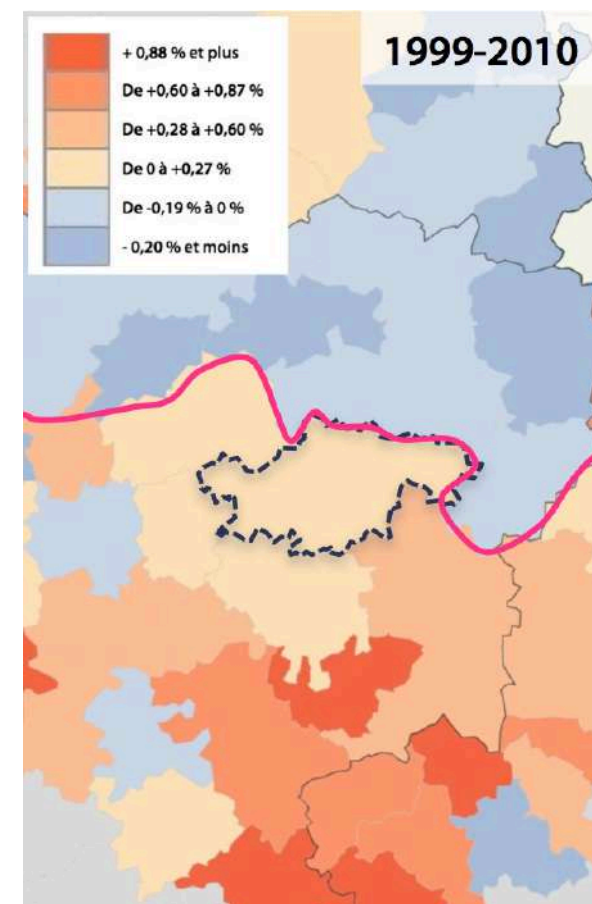 1999-2010
+ 0,88 % et plus
De +0,60 à +0,87 %
De +0,28 à +0,60 %
De 0 à +0,27 %
De -0,19 % à 0 %
- 0,20 % et moins